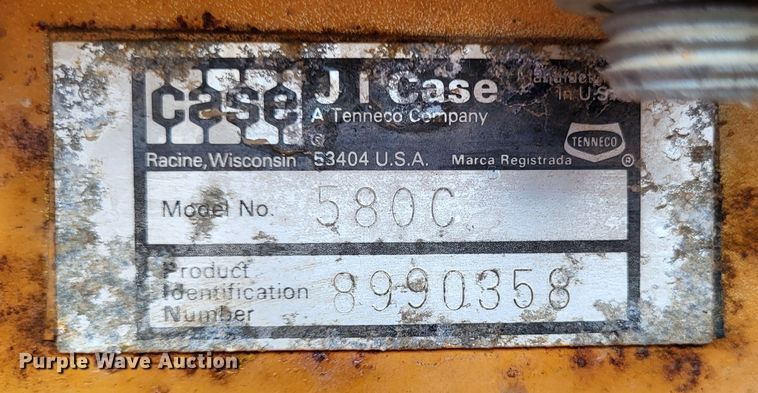 case
J I Case
A Tenneco Company
in U.S.
Racine, Wisconsin 53404 U.S.A. Marca Registrada
TENNECO
®
Model No. 580C
Product
Identification
Number
8990358
Purple Wave Auction